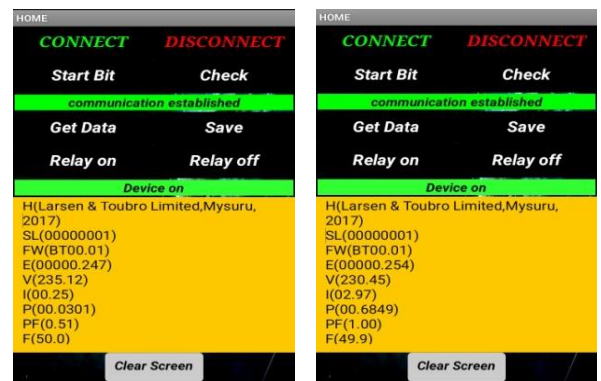 HOME
CONNECT DISCONNECT
Start Bit Check
communication established
Get Data Save
Relay on Relay off
Device on
H(Larsen & Toubro Limited,Mysuru,
2017)
SL(00000001)
FW(BT00.01)
E(00000.247)
V(235.12)
I(00.25)
P(00.0301)
PF(0.51)
F(50.0)
Clear Screen
HOME
CONNECT DISCONNECT
Start Bit Check
communication established
Get Data Save
Relay on Relay off
Device on
H(Larsen & Toubro Limited,Mysuru,
2017)
SL(00000001)
FW(BT00.01)
E(00000.254)
V(230.45)
I(02.97)
P(00.6849)
PF(1.00)
F(49.9)
Clear Screen